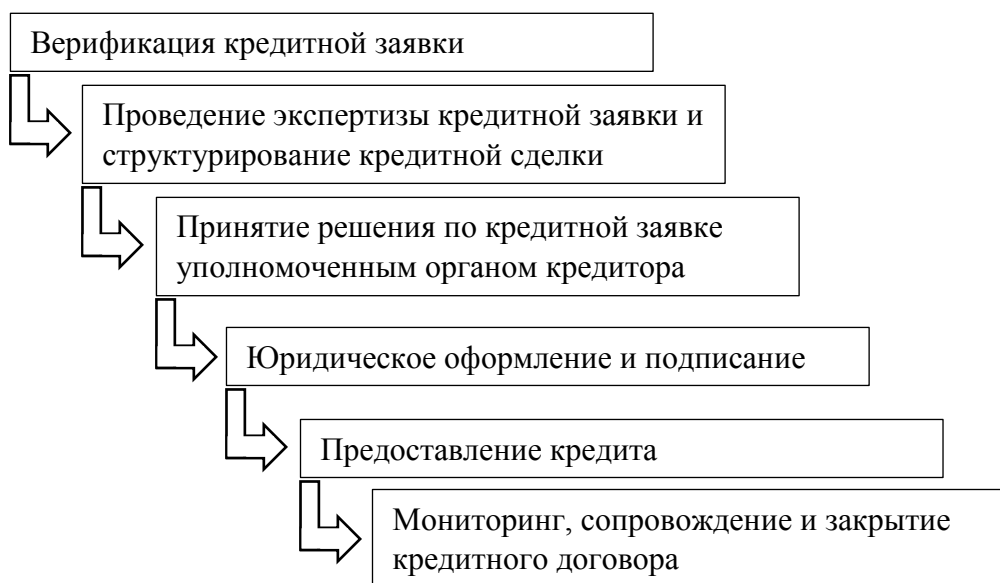 Верификация кредитной заявки
Проведение экспертизы кредитной заявки и
структурирование кредитной сделки
Принятие решения по кредитной заявке
уполномоченным органом кредитора
Юридическое оформление и подписание
Предоставление кредита
Мониторинг, сопровождение и закрытие
кредитного договора